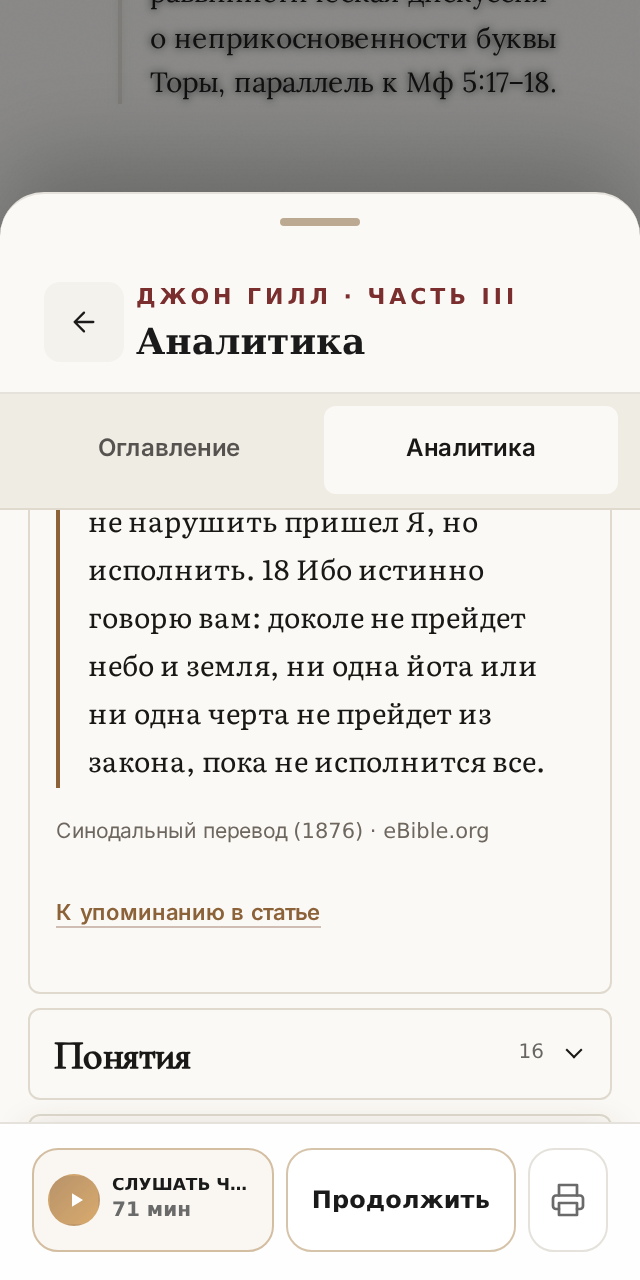 раввинистическая дискуссия
о неприкосновенности буквы
Торы, параллель к Мф 5:17–18.
ДЖОН ГИЛЛ · ЧАСТЬ III
Аналитика
Оглавление
Аналитика
не нарушить пришел Я, но
исполнить. 18 Ибо истинно
говорю вам: доколе не прейдет
небо и земля, ни одна йота или
ни одна черта не прейдет из
закона, пока не исполнится все.
Синодальный перевод (1876) · eBible.org
К упоминанию в статье
Понятия
16
СЛУШАТЬ Ч…
71 мин
Продолжить